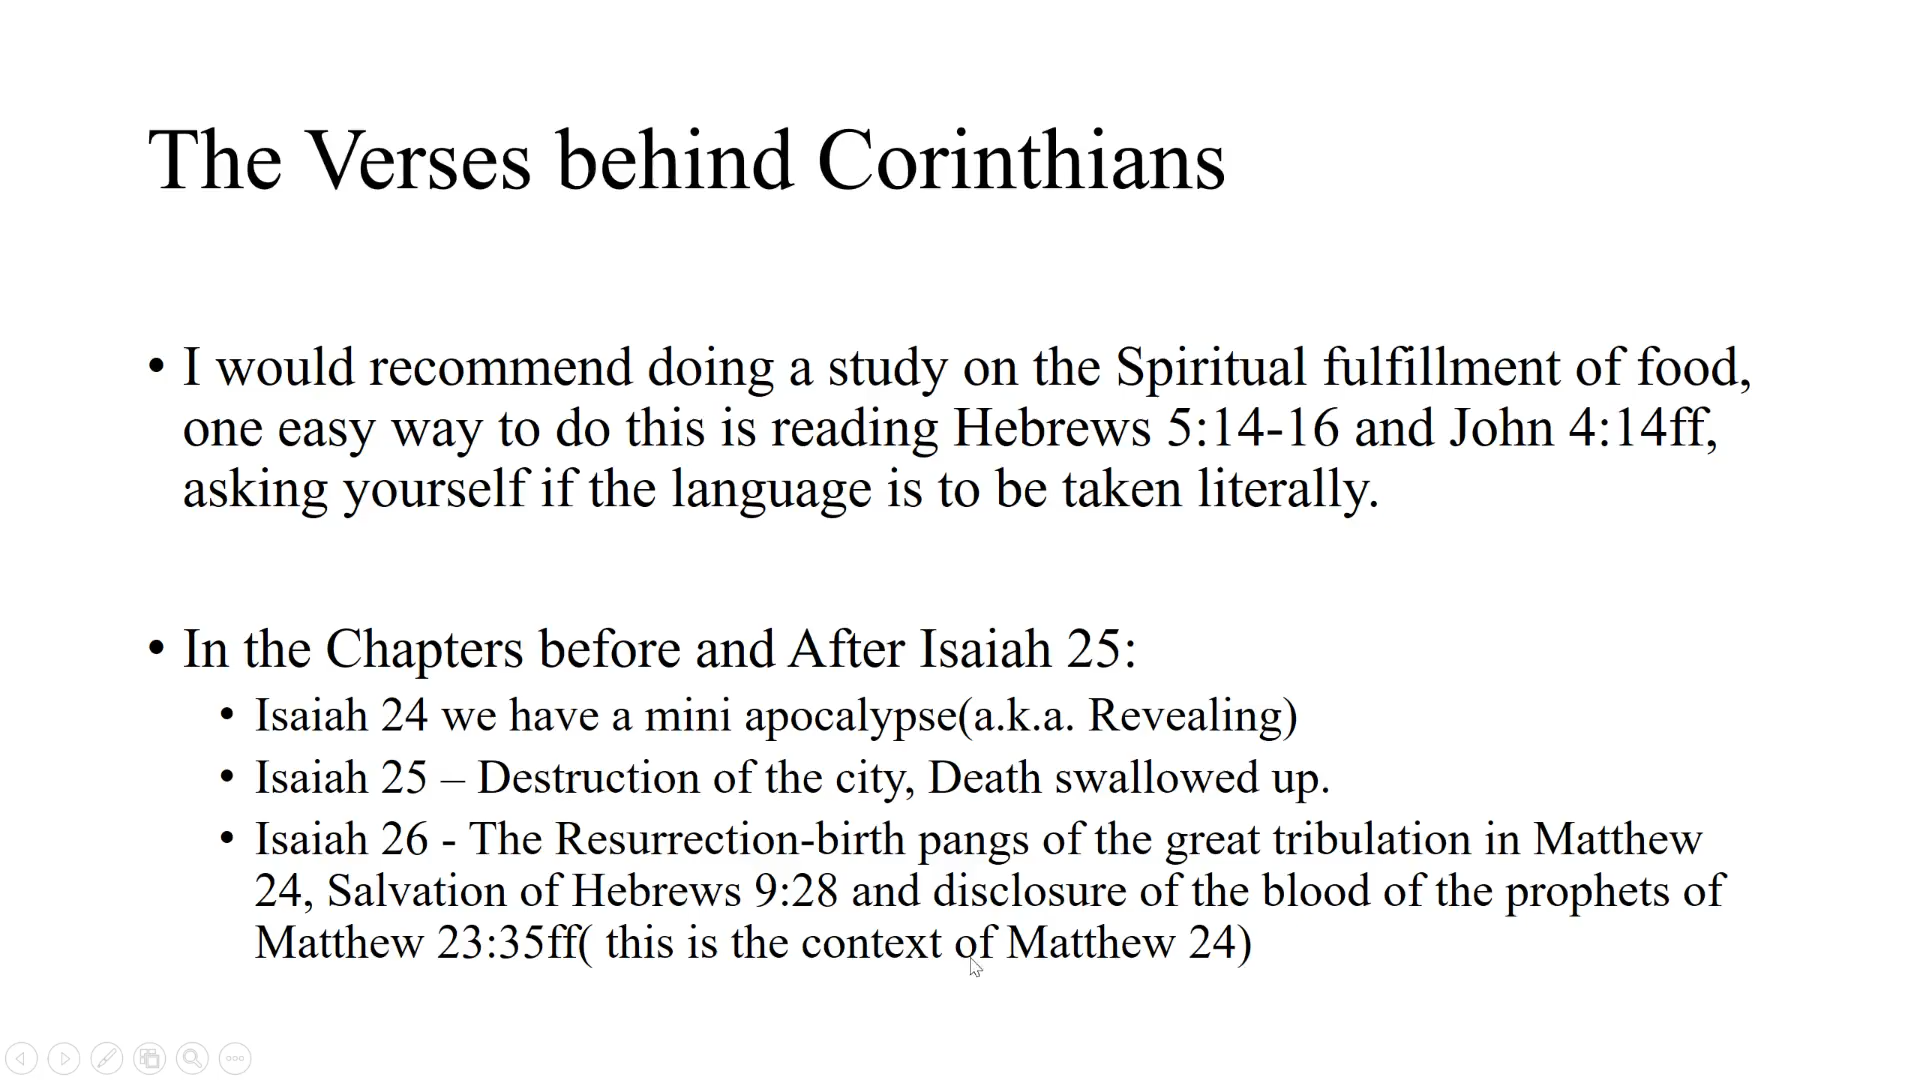 The Verses behind Corinthians
• I would recommend doing a study on the Spiritual fulfillment of food,
one easy way to do this is reading Hebrews 5:14-16 and John 4:14ff,
asking yourself if the language is to be taken literally.
• In the Chapters before and After Isaiah 25:
• Isaiah 24 we have a mini apocalypse(a.k.a. Revealing)
• Isaiah 25 – Destruction of the city, Death swallowed up.
• Isaiah 26 - The Resurrection-birth pangs of the great tribulation in Matthew
24, Salvation of Hebrews 9:28 and disclosure of the blood of the prophets of
Matthew 23:35ff( this is the context of Matthew 24)